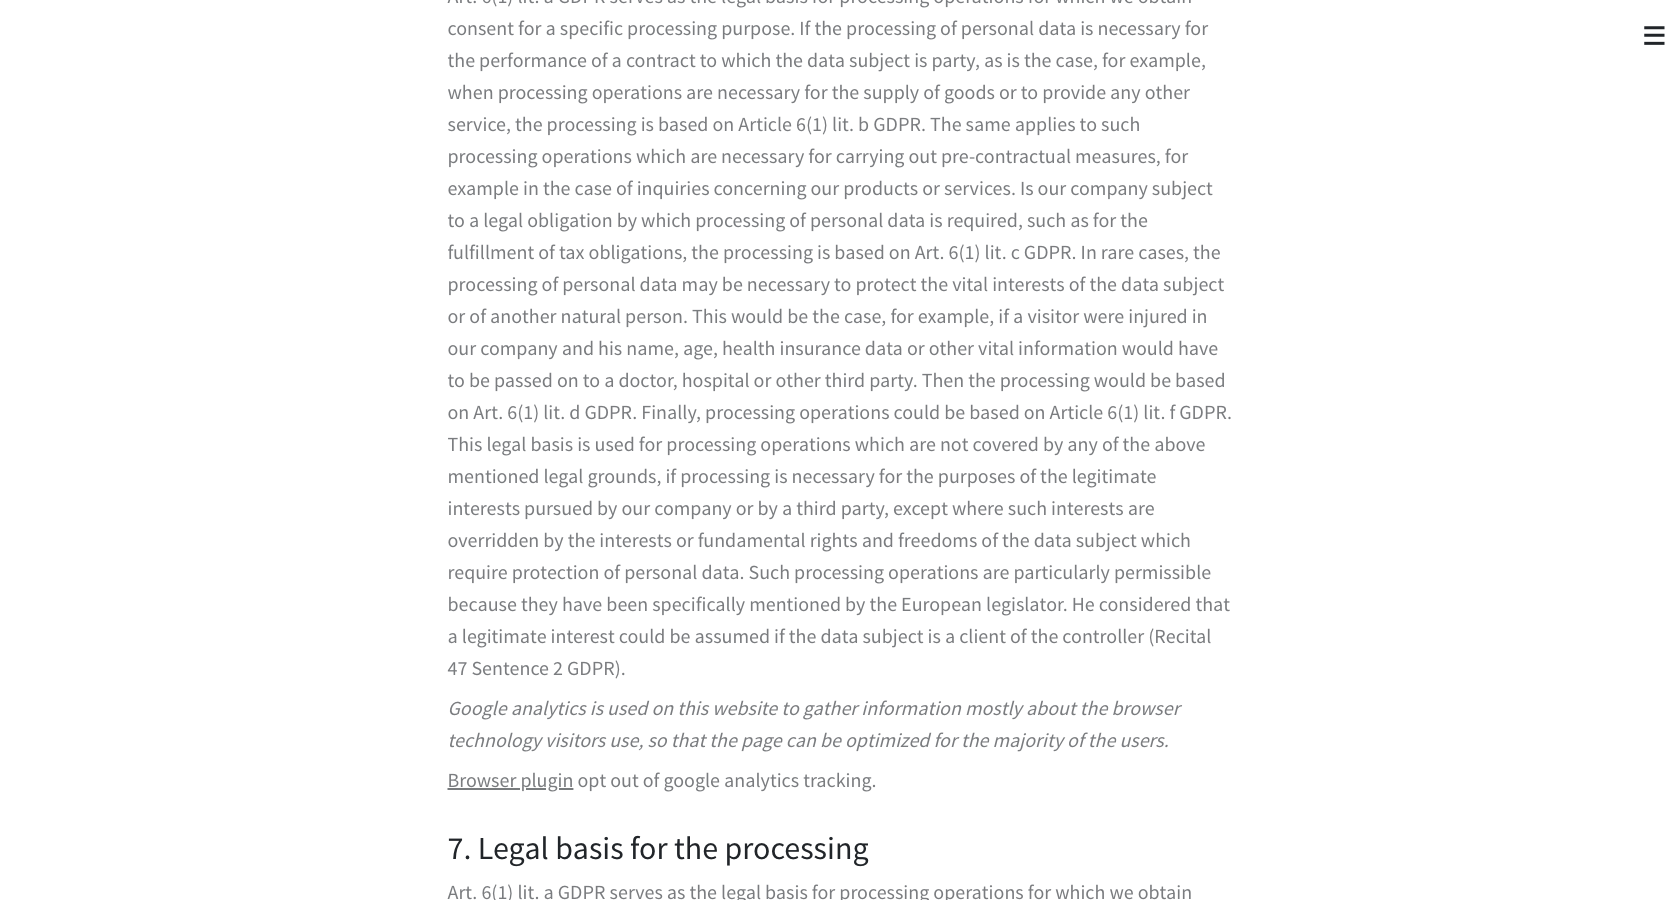 Art. 6(1) lit. a GDPR serves as the legal basis for processing operations for which we obtain
consent for a specific processing purpose. If the processing of personal data is necessary for
the performance of a contract to which the data subject is party, as is the case, for example,
when processing operations are necessary for the supply of goods or to provide any other
service, the processing is based on Article 6(1) lit. b GDPR. The same applies to such
processing operations which are necessary for carrying out pre-contractual measures, for
example in the case of inquiries concerning our products or services. Is our company subject
to a legal obligation by which processing of personal data is required, such as for the
fulfillment of tax obligations, the processing is based on Art. 6(1) lit. c GDPR. In rare cases, the
processing of personal data may be necessary to protect the vital interests of the data subject
or of another natural person. This would be the case, for example, if a visitor were injured in
our company and his name, age, health insurance data or other vital information would have
to be passed on to a doctor, hospital or other third party. Then the processing would be based
on Art. 6(1) lit. d GDPR. Finally, processing operations could be based on Article 6(1) lit. f GDPR.
This legal basis is used for processing operations which are not covered by any of the above
mentioned legal grounds, if processing is necessary for the purposes of the legitimate
interests pursued by our company or by a third party, except where such interests are
overridden by the interests or fundamental rights and freedoms of the data subject which
require protection of personal data. Such processing operations are particularly permissible
because they have been specifically mentioned by the European legislator. He considered that
a legitimate interest could be assumed if the data subject is a client of the controller (Recital
47 Sentence 2 GDPR).
Google analytics is used on this website to gather information mostly about the browser
technology visitors use, so that the page can be optimized for the majority of the users.
Browser plugin opt out of google analytics tracking.
7. Legal basis for the processing
Art. 6(1) lit. a GDPR serves as the legal basis for processing operations for which we obtain